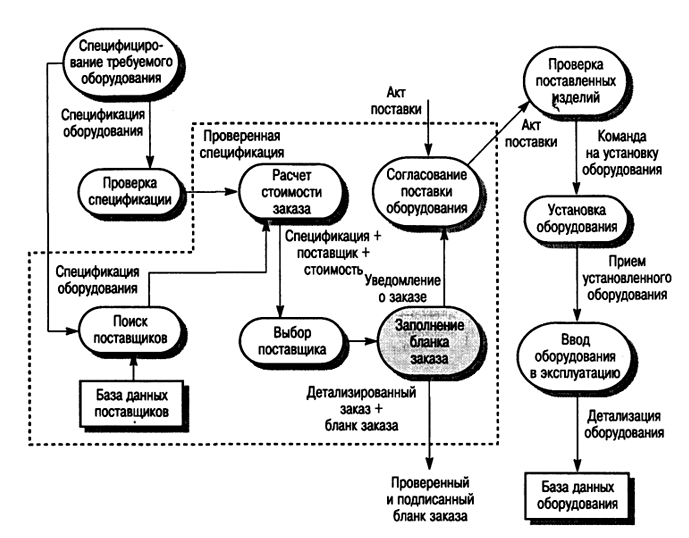 Специфициро-
вание требуемого
оборудования
Спецификация
оборудования
Проверка
спецификации
Проверенная
спецификация
Расчет
стоимости
заказа
Акт
поставки
Согласование
поставки
оборудования
Акт
поставки
Проверка
поставленных
изделий
Команда
на установку
оборудования
Установка
оборудования
Прием
установленного
оборудования
Ввод
оборудования
в эксплуатацию
Детализация
оборудования
База данных
оборудования
Спецификация
оборудования
Поиск
поставщиков
База данных
поставщиков
Спецификация +
поставщик +
стоимость
Выбор
поставщика
Уведомление
о заказе
Заполнение
бланка
заказа
Детализированный
заказ +
бланк заказа
Проверенный
и подписанный
бланк заказа